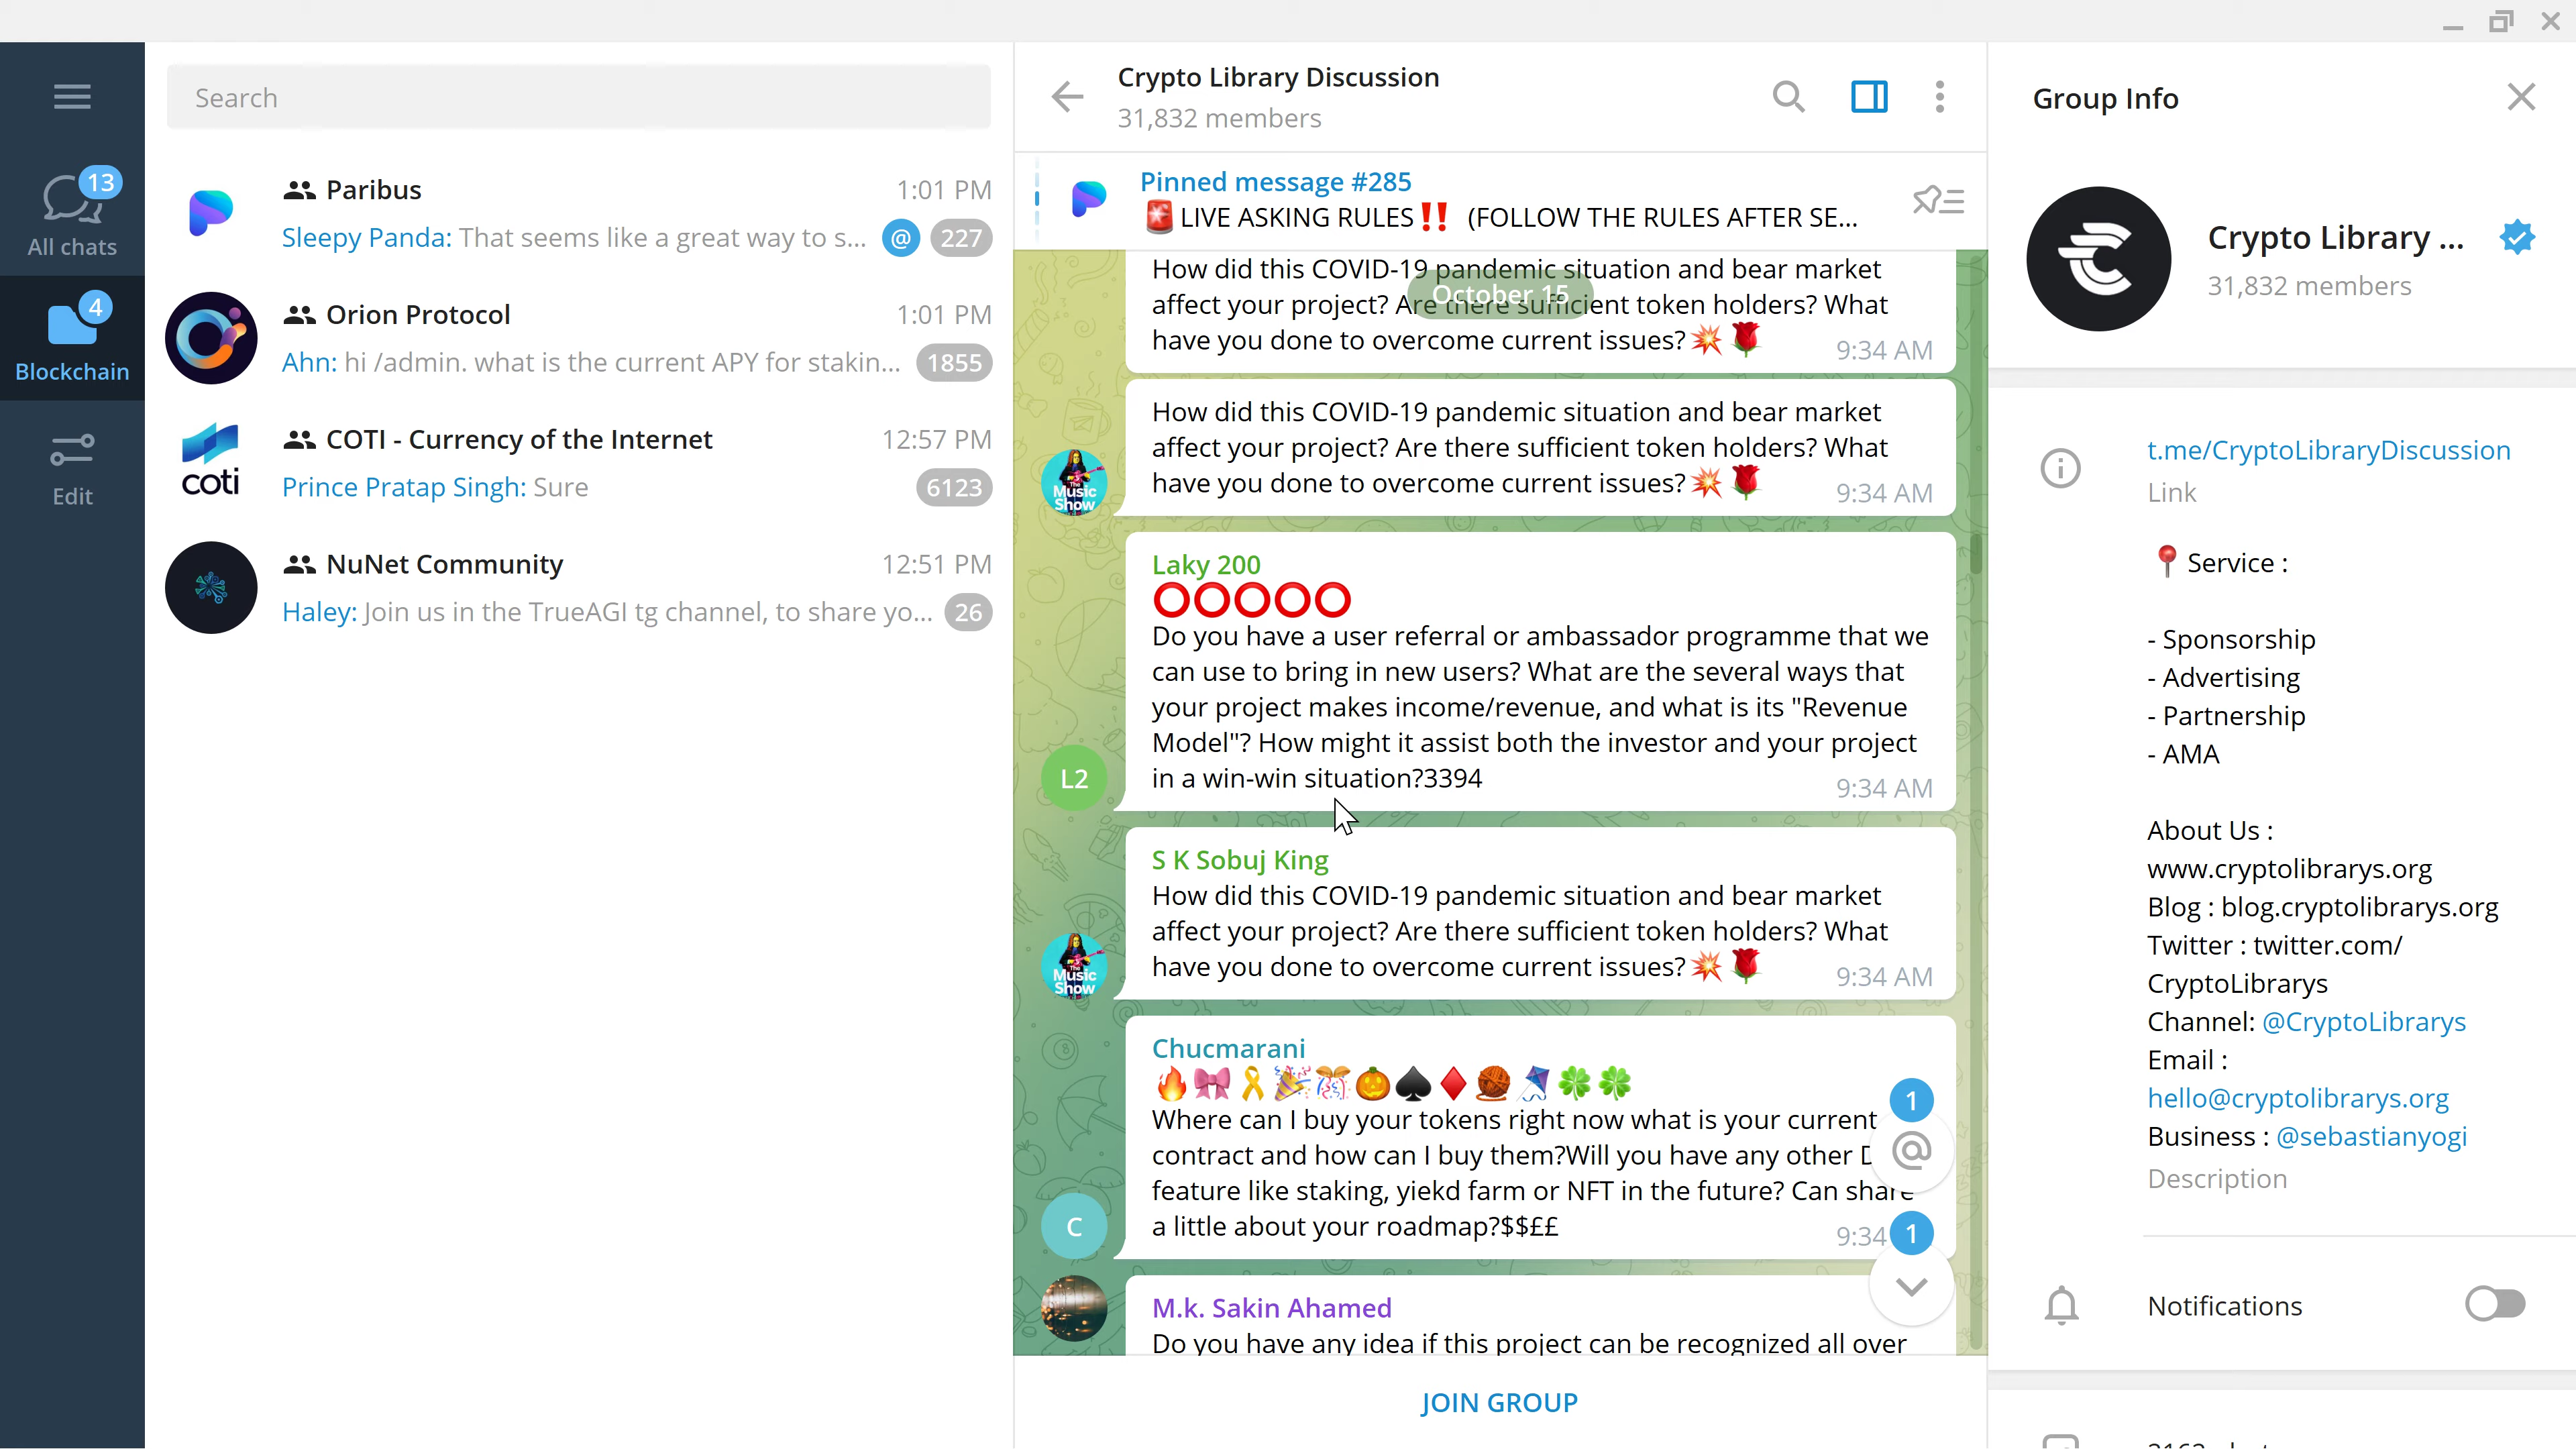 13
All chats
4
Blockchain
Edit
Search
Paribus
1:01 PM
Sleepy Panda: That seems like a great way to s...
@
227
Orion Protocol
1:01 PM
Ahn: hi /admin. what is the current APY for stakin...
1855
coti
COTI - Currency of the Internet
12:57 PM
Prince Pratap Singh: Sure
6123
NuNet Community
12:51 PM
Haley: Join us in the TrueAGI tg channel, to share yo...
26
Crypto Library Discussion
31,832 members
Pinned message #285
🚨LIVE ASKING RULES‼️ (FOLLOW THE RULES AFTER SE...
October 15
How did this COVID-19 pandemic situation and bear market
affect your project? Are there sufficient token holders? What
have you done to overcome current issues?💥🌹
9:34 AM
How did this COVID-19 pandemic situation and bear market
affect your project? Are there sufficient token holders? What
have you done to overcome current issues?💥🌹
9:34 AM
The Music Show
Laky 200
⭕⭕⭕⭕⭕
Do you have a user referral or ambassador programme that we
can use to bring in new users? What are the several ways that
your project makes income/revenue, and what is its "Revenue
Model"? How might it assist both the investor and your project
in a win-win situation?3394
9:34 AM
L2
S K Sobuj King
How did this COVID-19 pandemic situation and bear market
affect your project? Are there sufficient token holders? What
have you done to overcome current issues?💥🌹
9:34 AM
The Music Show
Chucmarani
🔥🎀🎗🎉🎊🎃♠️♦️🧶🪁🍀🍀
Where can I buy your tokens right now what is your current
contract and how can I buy them?Will you have any other
feature like staking, yiekd farm or NFT in the future? Can share
a little about your roadmap?$$££
9:34
C
1
@
1
M.k. Sakin Ahamed
Do you have any idea if this project can be recognized all over
JOIN GROUP
Group Info
Crypto Library ...
31,832 members
t.me/CryptoLibraryDiscussion
Link
📍Service :
- Sponsorship
- Advertising
- Partnership
- AMA
About Us :
www.cryptolibrarys.org
Blog : blog.cryptolibrarys.org
Twitter : twitter.com/
CryptoLibrarys
Channel: @CryptoLibrarys
Email :
hello@cryptolibrarys.org
Business : @sebastianyogi
Description
Notifications